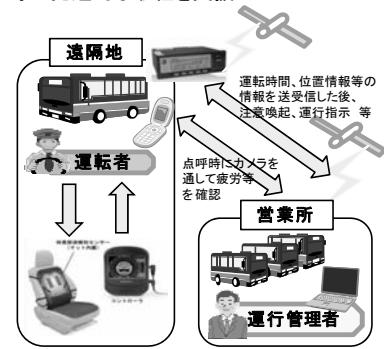 遠隔地
運転時間、位置情報等の
情報を送受信した後、
注意喚起、運行指示 等
運転者
点呼時にカメラを
通して疲労等
を確認
営業所
コントローラ
運行管理者